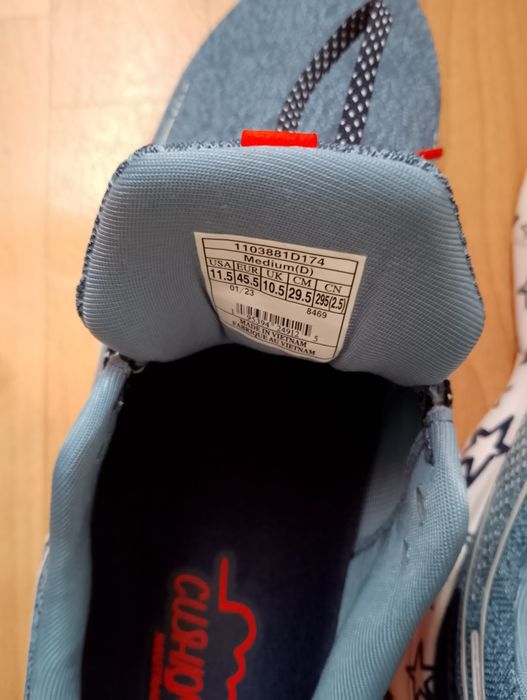 1103881D174
Medium(D)
USA EUR UK CM CN
11.5 45.5 10.5 29.5 295(2.5)
01/23 8469
MADE IN VIETNAM
FABRIQUE AU VIETNAM